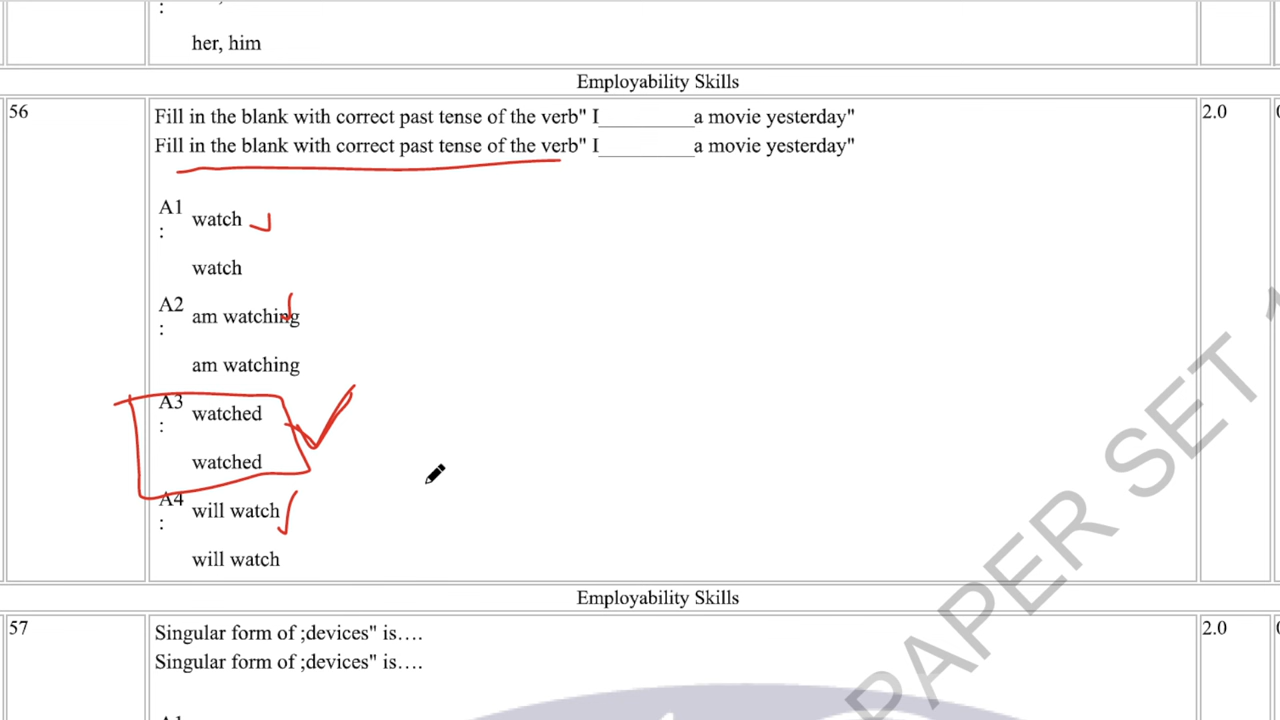 :
her, him
Employability Skills
56
Fill in the blank with correct past tense of the verb" I_________a movie yesterday"
2.0
Fill in the blank with correct past tense of the verb" I_________a movie yesterday"
A1
:
watch
watch
A2
:
am watching
am watching
A3
:
watched
watched
A4
:
will watch
will watch
Employability Skills
57
Singular form of ;devices" is….
2.0
Singular form of ;devices" is….
PAPER SET